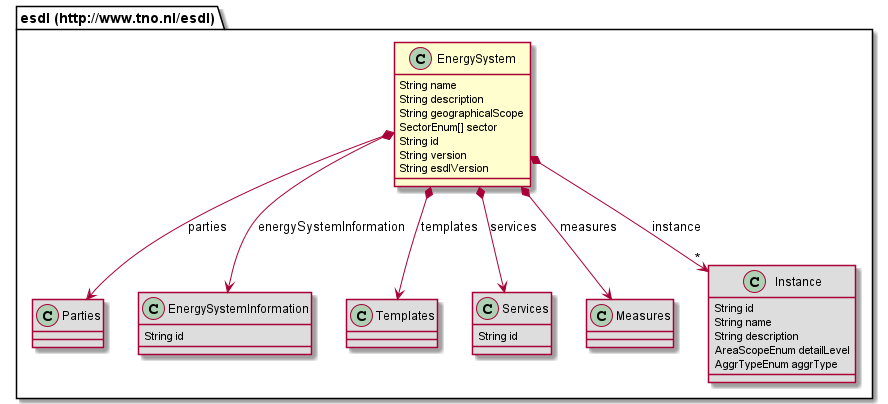 esdl (http://www.tno.nl/esdl)
C EnergySystem
String name
String description
String geographicalScope
SectorEnum[] sector
String id
String version
String esdlVersion
parties
energySystemInformation
templates
services
measures
instance
*
C Parties
C EnergySystemInformation
String id
C Templates
C Services
String id
C Measures
C Instance
String id
String name
String description
AreaScopeEnum detailLevel
AggrTypeEnum aggrType